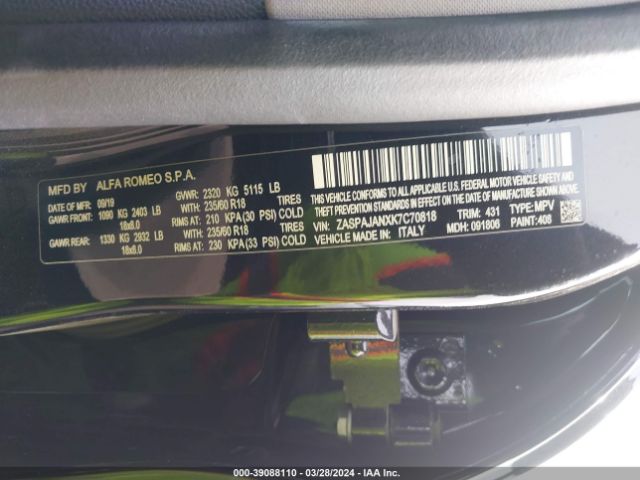 MFD BY ALFA ROMEO S.P.A.
DATE OF MFR 09/19 GVWR: 2320 KG 5115 LB
GAWR FRONT: 1090 KG 2403 LB WITH: 235/60 R18 TIRES
18x8.0 RIMS AT: 210 KPA(30 PSI) COLD
GAWR REAR: 1330 KG 2932 LB WITH: 235/60 R18 TIRES
18x8.0 RIMS AT: 230 KPA(33 PSI) COLD
THIS VEHICLE CONFORMS TO ALL APPLICABLE U.S. FEDERAL MOTOR VEHICLE SAFETY,
BUMPER, AND THEFT PREVENTION STANDARDS IN EFFECT ON THE DATE OF MANUFACTURE SHOWN ABOVE.
VIN: ZASPAJANXK7C70818 TYPE: MPV
VEHICLE MADE IN: ITALY TRIM: 431 PAINT: 408
MDH: 091806
000-39088110 | 03/28/2024 | IAAI.com